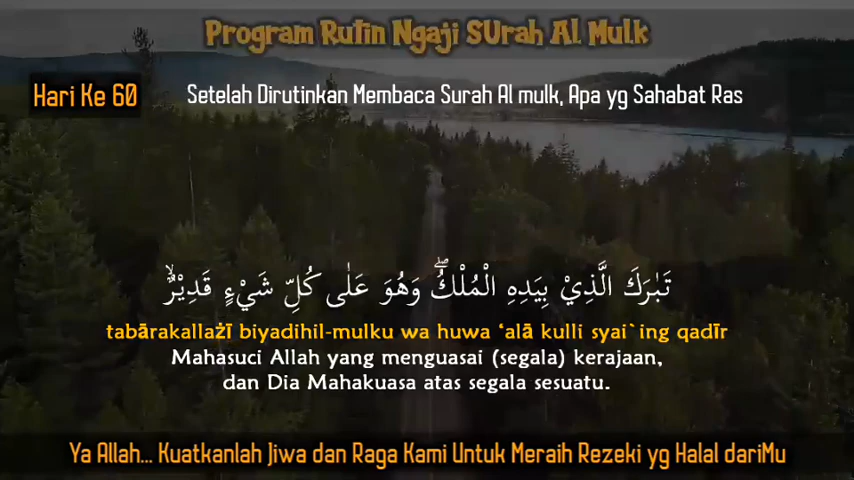 Program Rutin Ngaji SUrah Al Mulk
Hari Ke 60
Setelah Dirutinkan Membaca Surah Al mulk, Apa yg Sahabat Ras
تَبٰرَكَ الَّذِيْ بِيَدِهِ الْمُلْكُۖ وَهُوَ عَلٰى كُلِّ شَيْءٍ قَدِيْرٌۙ
tabārakallażī biyadihil-mulku wa huwa ‘alā kulli syai`ing qadīr
Mahasuci Allah yang menguasai (segala) kerajaan,
dan Dia Mahakuasa atas segala sesuatu.
Ya Allah... Kuatkanlah Jiwa dan Raga Kami Untuk Meraih Rezeki yg Halal dariMu